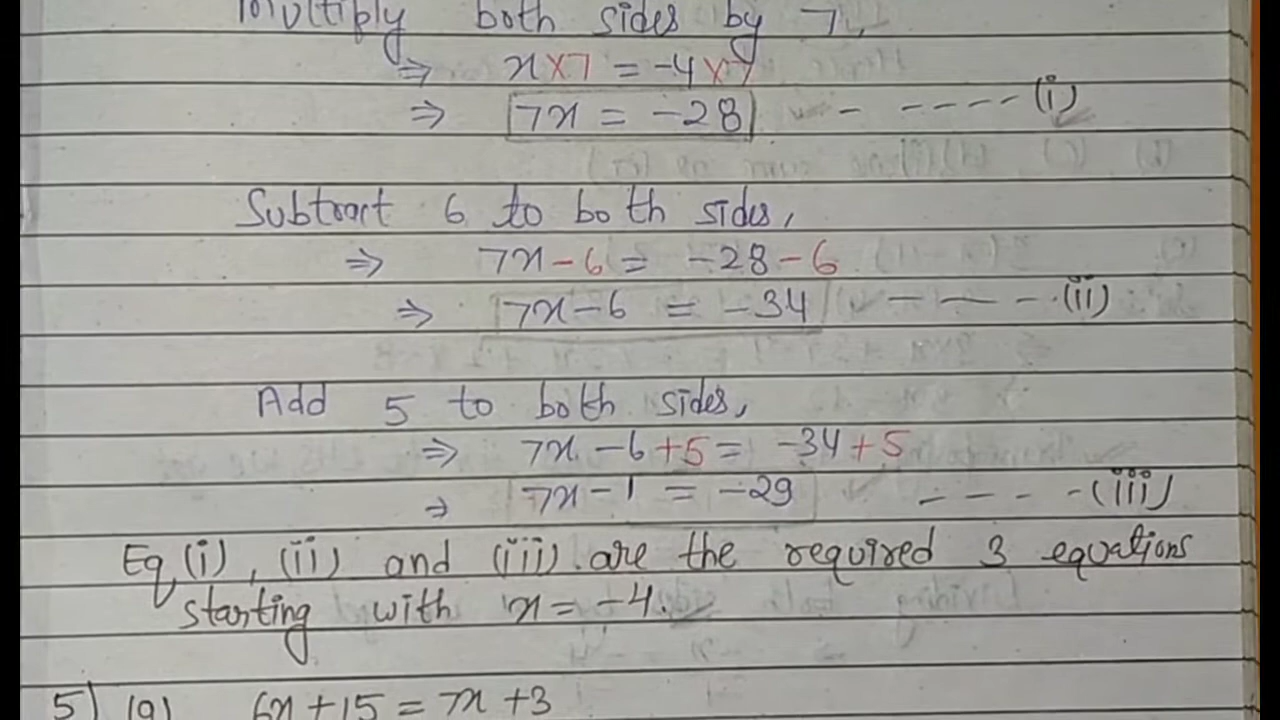 Multiply both sides by 7,
⇒ x×7 = -4×7
⇒ 7x = -28 - ---- (i)
Subtract 6 to both sides,
⇒ 7x-6 = -28-6
⇒ 7x-6 = -34 - — - . (ii)
Add 5 to both sides,
⇒ 7x-6+5 = -34+5
⇒ 7x-1 = -29 - - - - (iii)
Eq (i), (ii) and (iii) are the required 3 equations
starting with x = -4.
5) (a) 6x+15 = 7x+3